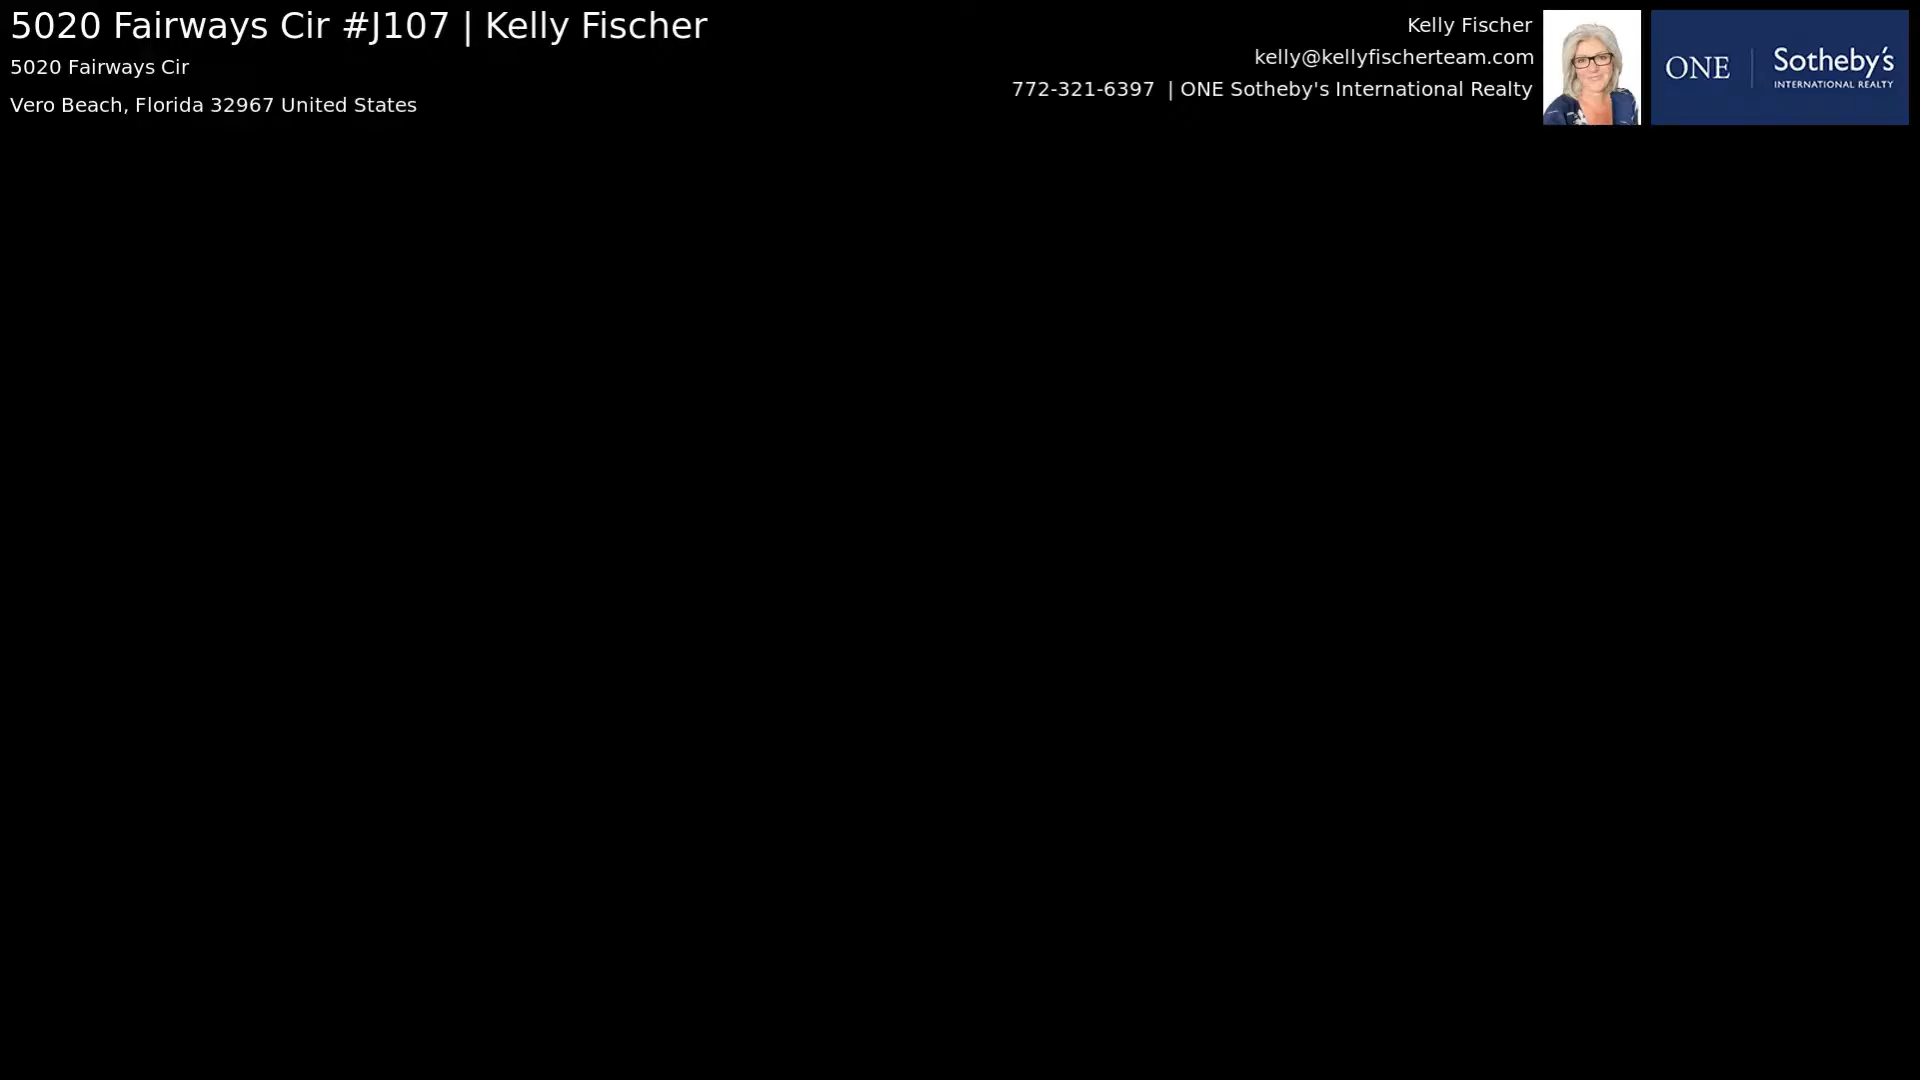 5020 Fairways Cir #J107 | Kelly Fischer
5020 Fairways Cir
Vero Beach, Florida 32967 United States
Kelly Fischer
kelly@kellyfischerteam.com
772-321-6397 | ONE Sotheby's International Realty
ONE | Sotheby's
INTERNATIONAL REALTY